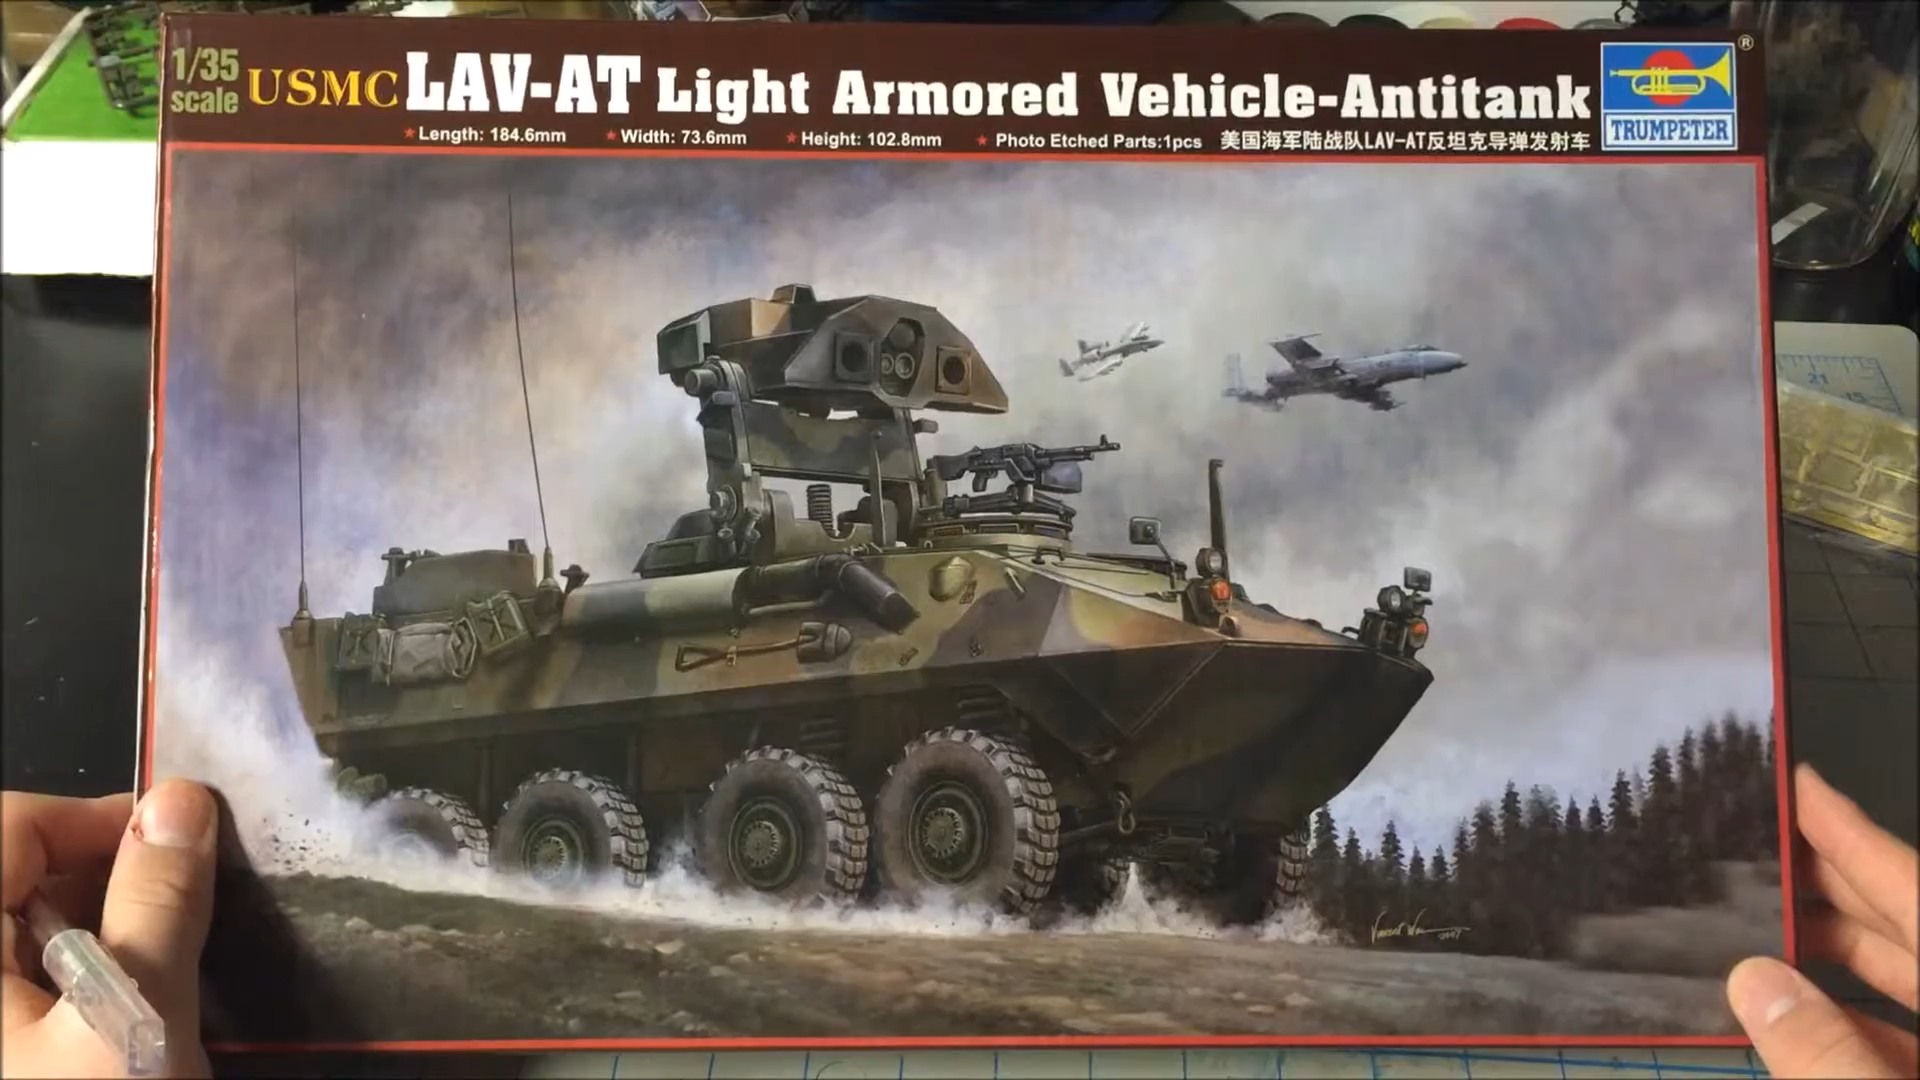 1/35
scale
USMC LAV-AT Light Armored Vehicle-Antitank
★Length: 184.6mm ★Width: 73.6mm ★Height: 102.8mm ★Photo Etched Parts:1pcs 美国海军陆战队LAV-AT反坦克导弹发射车
®
TRUMPETER
21